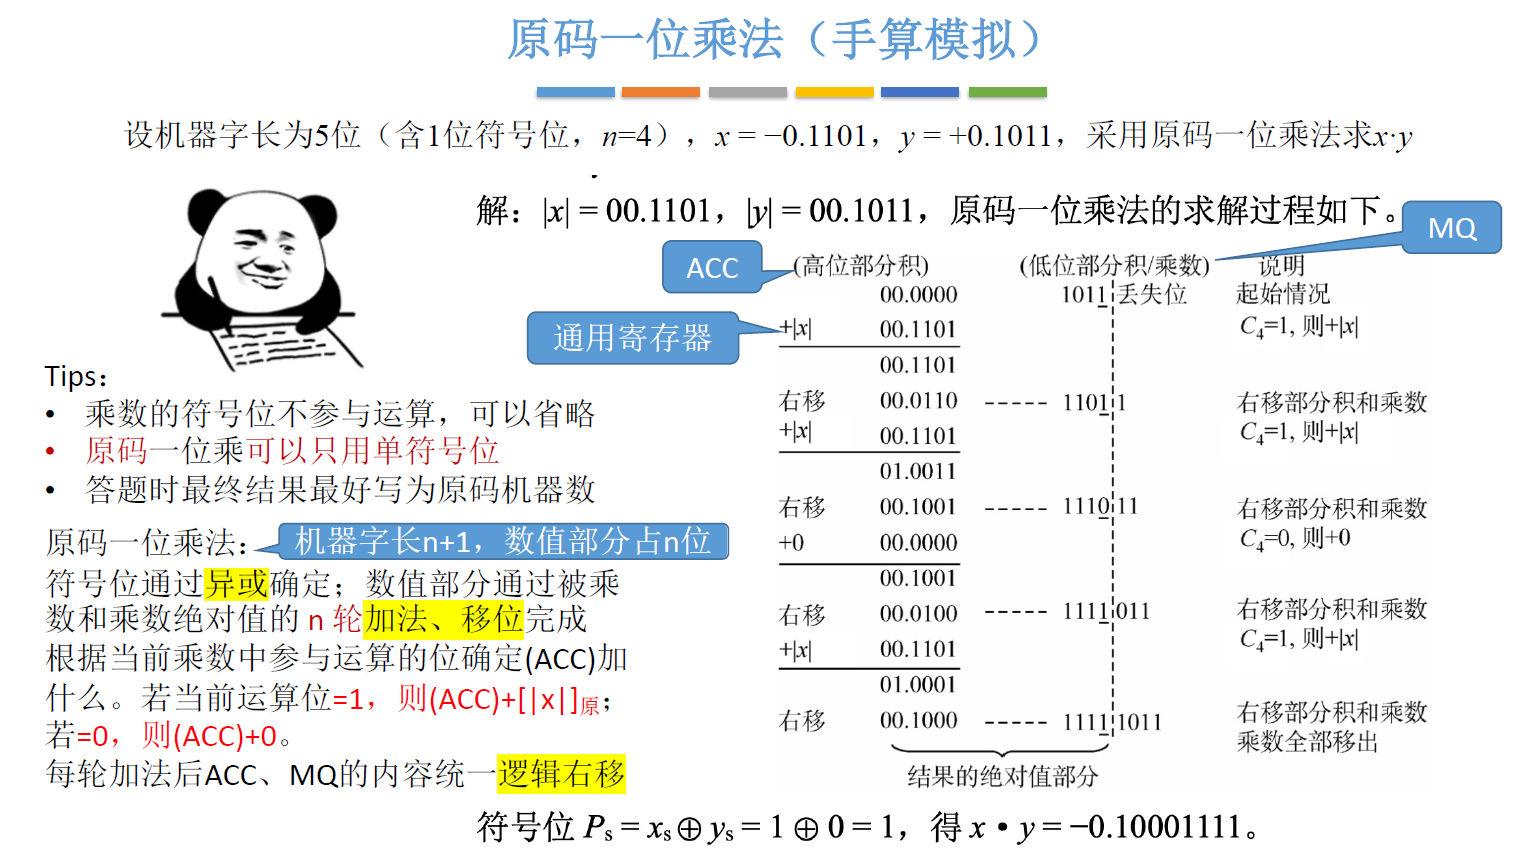 原码一位乘法（手算模拟）
设机器字长为5位（含1位符号位，n=4），x = −0.1101，y = +0.1011，采用原码一位乘法求x·y
解：|x| = 00.1101，|y| = 00.1011，原码一位乘法的求解过程如下。
MQ
ACC
(高位部分积) (低位部分积/乘数) 说明
00.0000 1011 丢失位 起始情况
通用寄存器
+|x| 00.1101 C₄=1, 则+|x|
00.1101
右移 00.0110 ----- 1101 1 右移部分积和乘数
+|x| 00.1101 C₄=1, 则+|x|
01.0011
右移 00.1001 ----- 1110 11 右移部分积和乘数
+0 00.0000 C₄=0, 则+0
00.1001
右移 00.0100 ----- 1111 011 右移部分积和乘数
+|x| 00.1101 C₄=1, 则+|x|
01.0001
右移 00.1000 ----- 1111 1011 右移部分积和乘数
乘数全部移出
结果的绝对值部分
Tips：
• 乘数的符号位不参与运算，可以省略
• 原码一位乘可以只用单符号位
• 答题时最终结果最好写为原码机器数
原码一位乘法：
机器字长n+1，数值部分占n位
符号位通过异或确定；数值部分通过被乘
数和乘数绝对值的 n 轮加法、移位完成
根据当前乘数中参与运算的位确定(ACC)加
什么。若当前运算位=1，则(ACC)+[|x|]原；
若=0，则(ACC)+0。
每轮加法后ACC、MQ的内容统一逻辑右移
符号位 Pₛ = xₛ ⊕ yₛ = 1 ⊕ 0 = 1，得 x • y = −0.10001111。